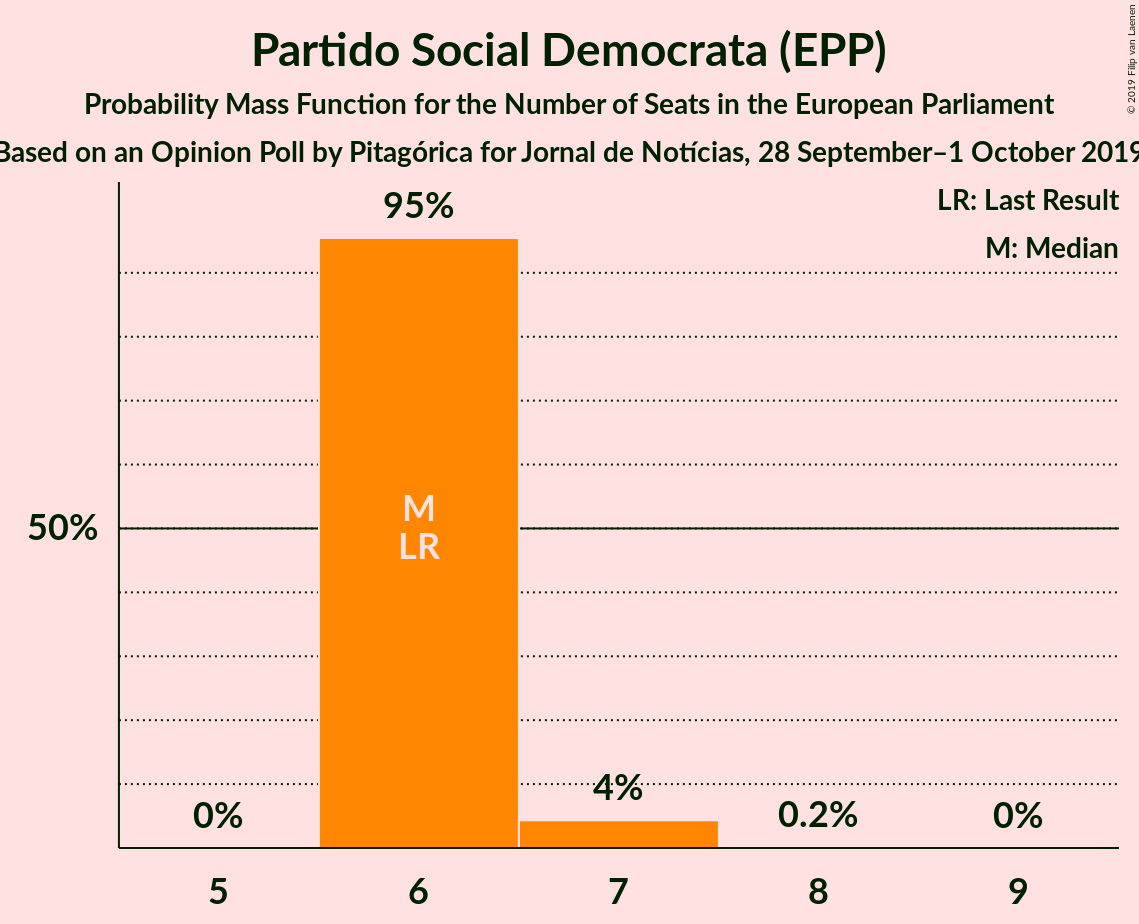 Partido Social Democrata (EPP)
Probability Mass Function for the Number of Seats in the European Parliament
Based on an Opinion Poll by Pitagórica for Jornal de Notícias, 28 September–1 October 2019
© 2019 Filip van Laenen
LR: Last Result
M: Median
95%
50%
M
LR
0%
4%
0.2%
0%
5 6 7 8 9